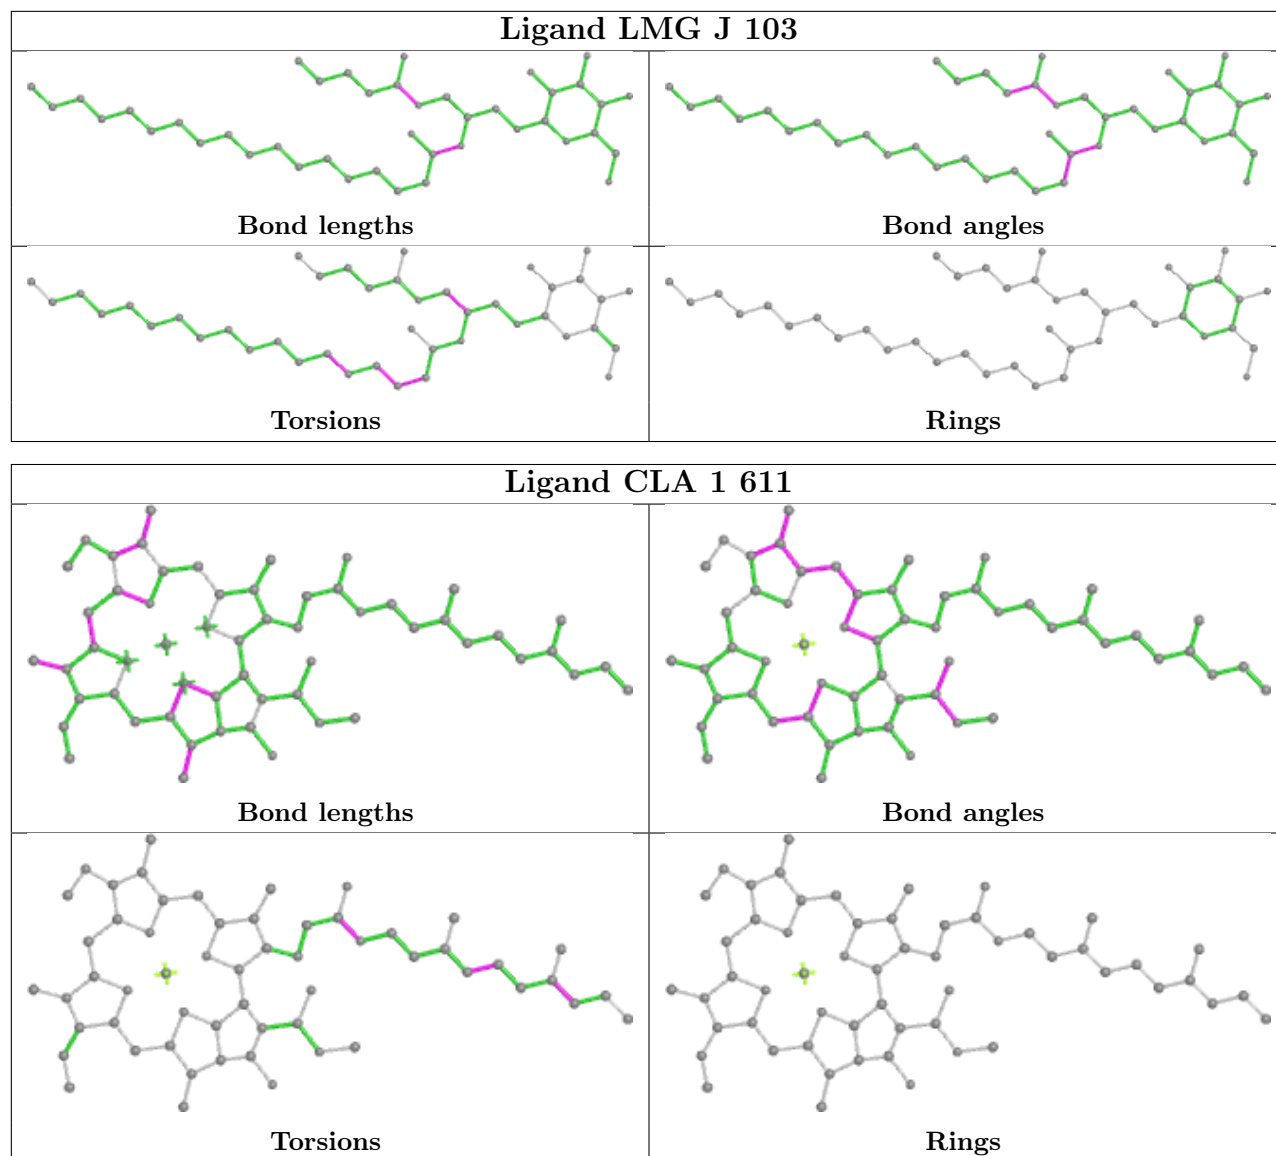 Ligand LMG J 103
Bond lengths
Bond angles
Torsions
Rings
Ligand CLA 1 611
Bond lengths
Bond angles
Torsions
Rings